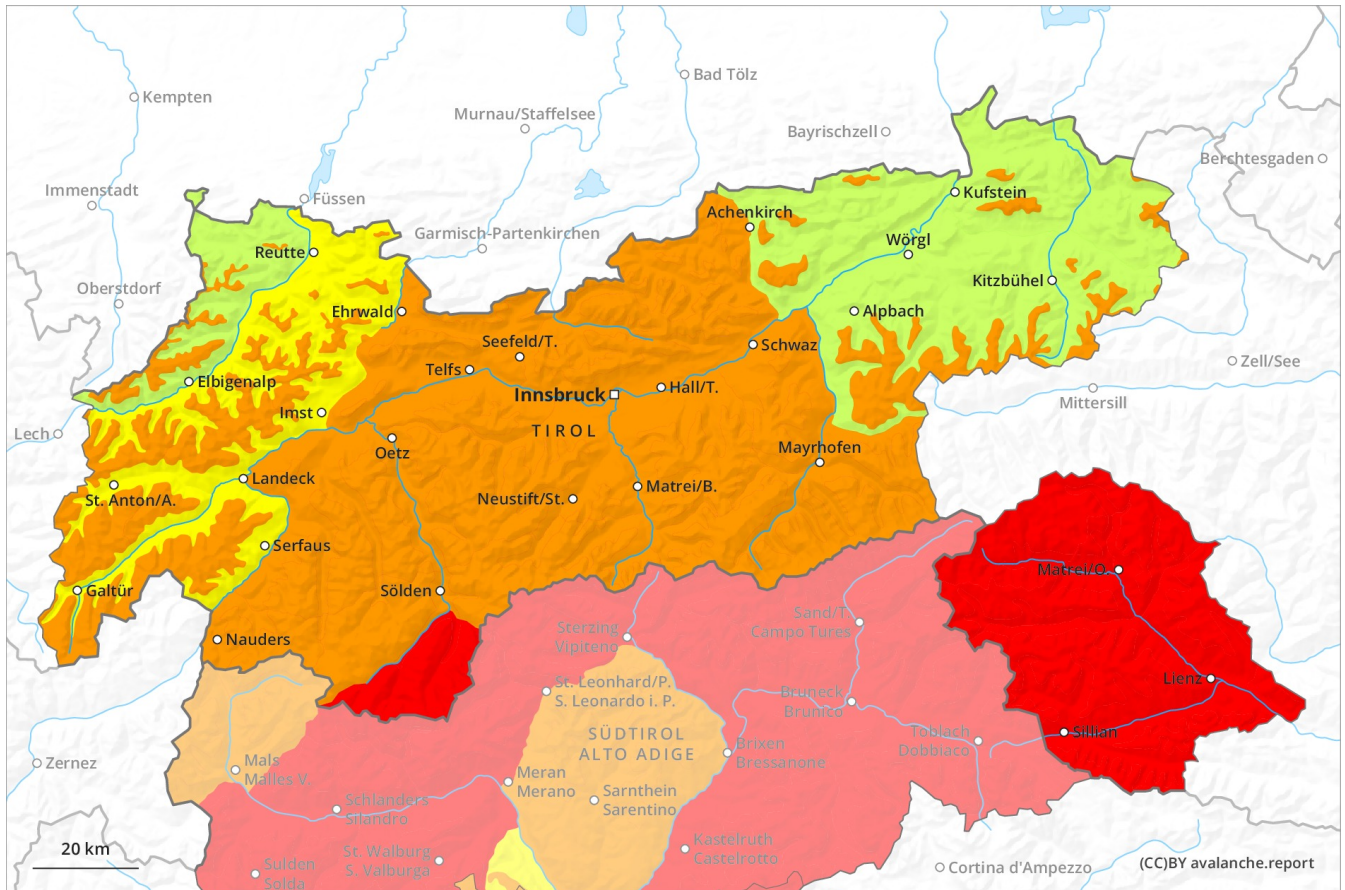 Bad Tölz
Kempten
Murnau/Staffelsee
Bayrischzell
Berchtesgaden
Immenstadt
Füssen
Kufstein
Achenkirch
Garmisch-Partenkirchen
Wörgl
Reutte
Oberstdorf
Kitzbühel
Ehrwald
Alpbach
Seefeld/T.
Schwaz
Zell/See
Telfs
Elbigenalp
Hall/T.
Innsbruck
Mittersill
Imst
Lech
TIROL
Mayrhofen
Oetz
Landeck
Matrei/B.
St. Anton/A.
Neustift/St.
Serfaus
Matrei/O.
Galtür
Sölden
Sand/T.
Campo Tures
Sterzing
Vipiteno
Nauders
Lienz
St. Leonhard/P.
S. Leonardo i. P.
Bruneck
Brunico
SÜDTIROL
ALTO ADIGE
Toblach
Dobbiaco
Sillian
Brixen
Bressanone
Zernez
Mals
Malles V.
Meran
Merano
Sarnthein
Sarentino
Schlanders
Silandro
Kastelruth
Castelrotto
20 km
St. Walburg
S. Valburga
Sulden
Solda
Cortina d'Ampezzo
(CC)BY avalanche.report